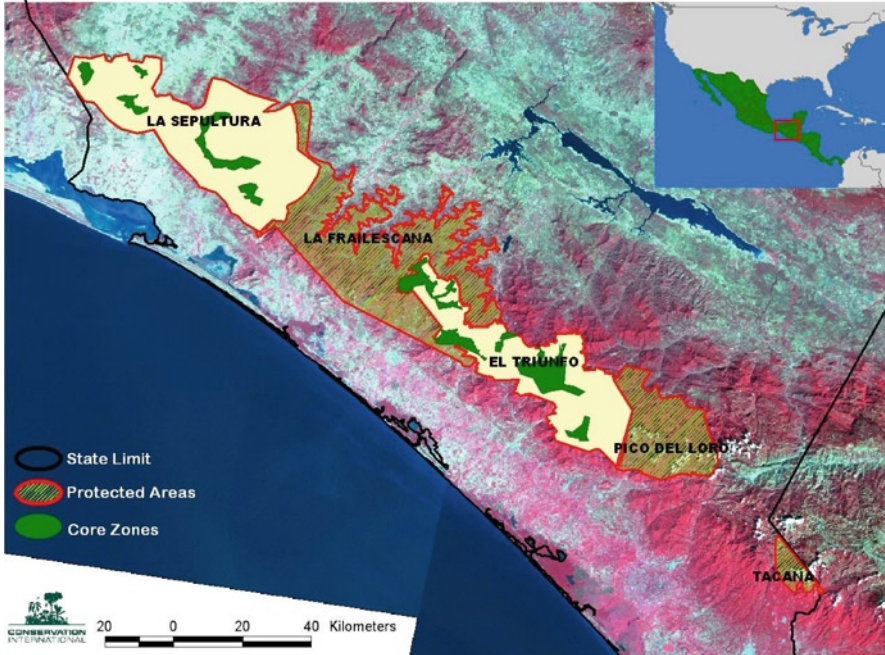 LA SEPULTURA
LA FRAILESCANA
EL TRIUNFO
PICO DEL LORO
TACANA
State Limit
Protected Areas
Core Zones
CONSERVATION
INTERNATIONAL
20 0 20 40 Kilometers